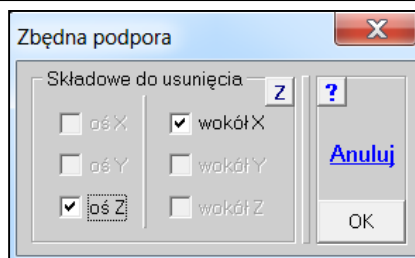 Zbędna podpora
X
Składowe do usunięcia
Z
?
oś X
wokół X
oś Y
wokół Y
Anuluj
oś Z
wokół Z
OK